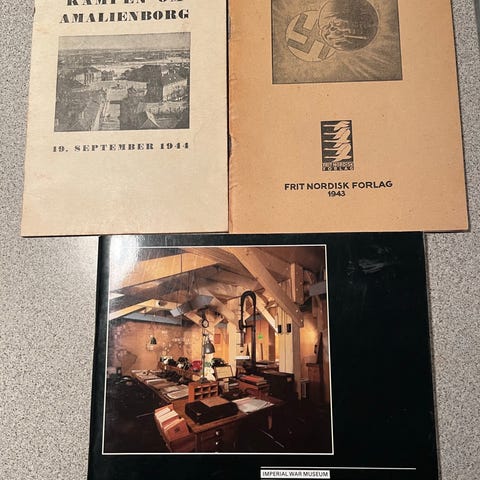 KAMPEN OM
AMALIENBORG
19. SEPTEMBER 1944
FRIT NORDISK
FORLAG
FRIT NORDISK FORLAG
1943
IMPERIAL WAR MUSEUM